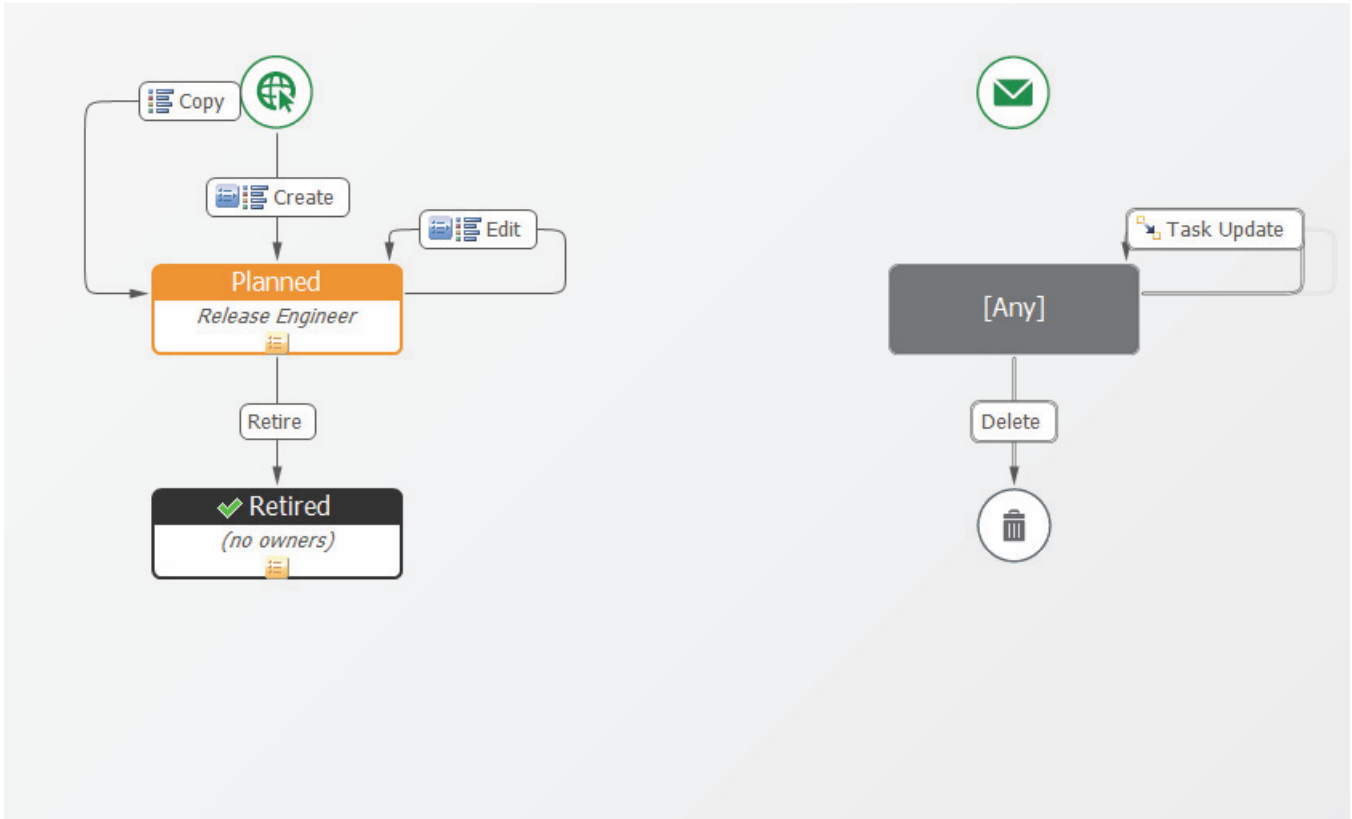 Copy
Create
Edit
Planned
Release Engineer
Retire
Retired
(no owners)
Task Update
[Any]
Delete